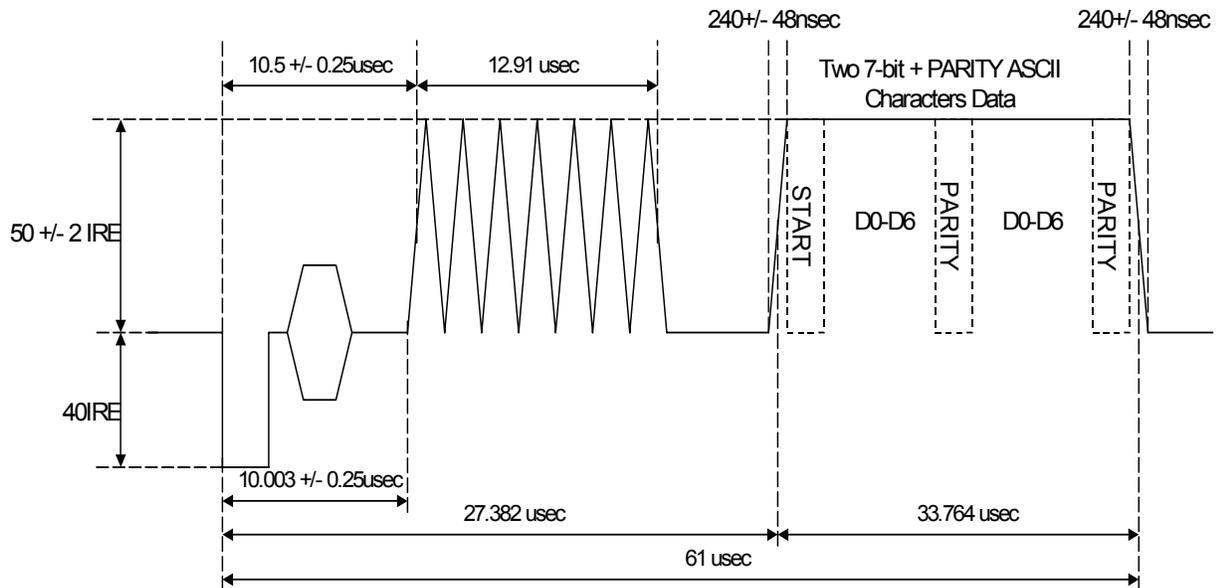 240+/- 48nsec
240+/- 48nsec
10.5 +/- 0.25usec
12.91 usec
Two 7-bit + PARITY ASCII
Characters Data
50 +/- 2 IRE
START
D0-D6
PARITY
D0-D6
PARITY
40IRE
10.003 +/- 0.25usec
27.382 usec
33.764 usec
61 usec